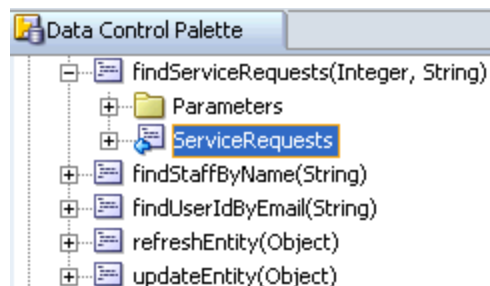 Data Control Palette
findServiceRequests(Integer, String)
Parameters
ServiceRequests
findStaffByName(String)
findUserIdByEmail(String)
refreshEntity(Object)
updateEntity(Object)